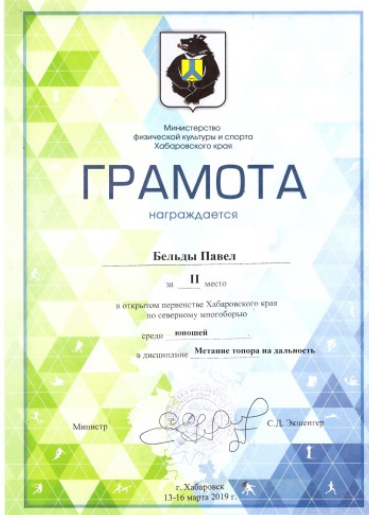 Министерство
физической культуры и спорта
Хабаровского края
ГРАМОТА
награждается
Бельды Павел
за II место
в открытом первенстве Хабаровского края
по северному многоборью
среди юношей
в дисциплине Метание топора на дальность
Министр С.Д. Экшенгер
г. Хабаровск
13-16 марта 2019 г.